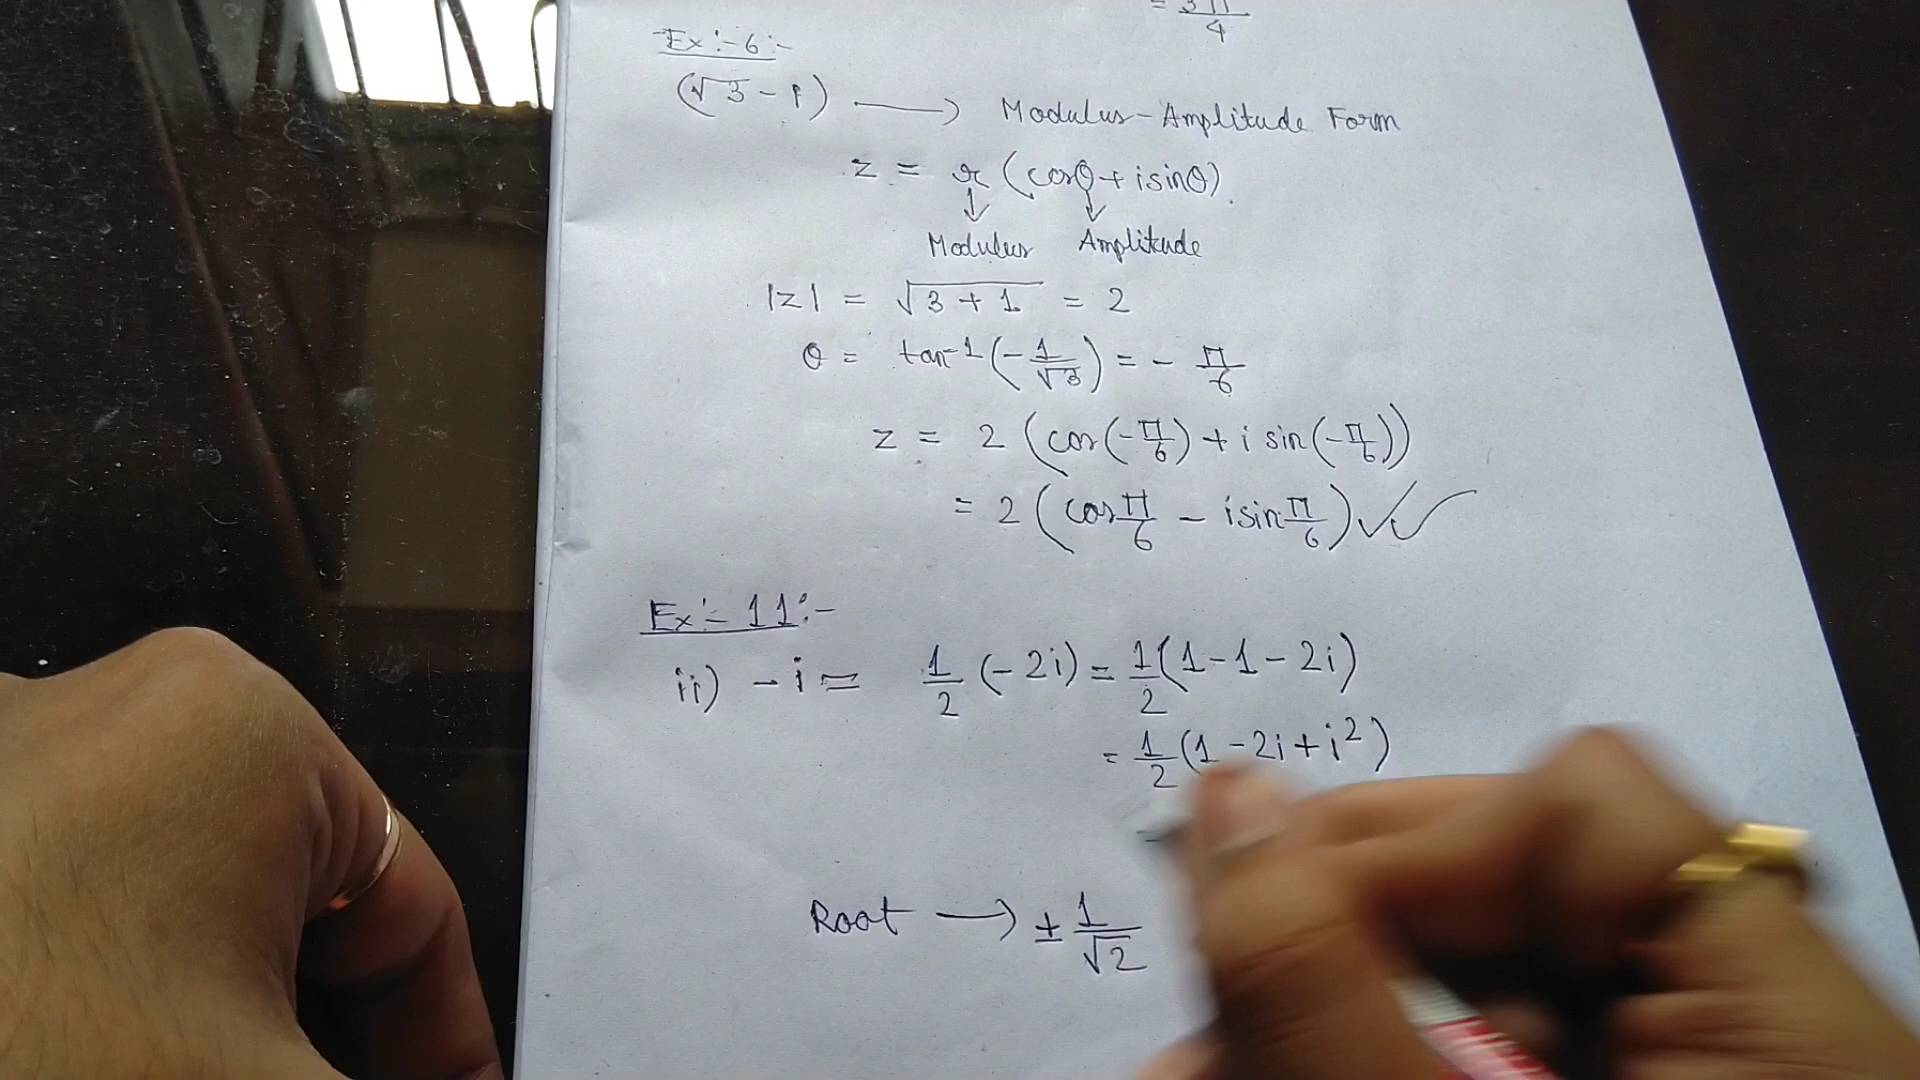 = 3π/4
Ex:-6:-
(√3 - i) ⟶ Modulus-Amplitude Form
z = r (cosθ + isinθ).
↓ ↓
Modulus Amplitude
|z| = √(3 + 1) = 2
θ = tan⁻¹(-1/√3) = - π/6
z = 2 (cos(-π/6) + i sin(-π/6))
= 2 (cos π/6 - isin π/6) ✓✓
Ex:- 11:-
ii) -i = 1/2 (-2i) = 1/2 (1-1-2i)
= 1/2 (1-2i+i²)
=
Root ⟶ ± 1/√2